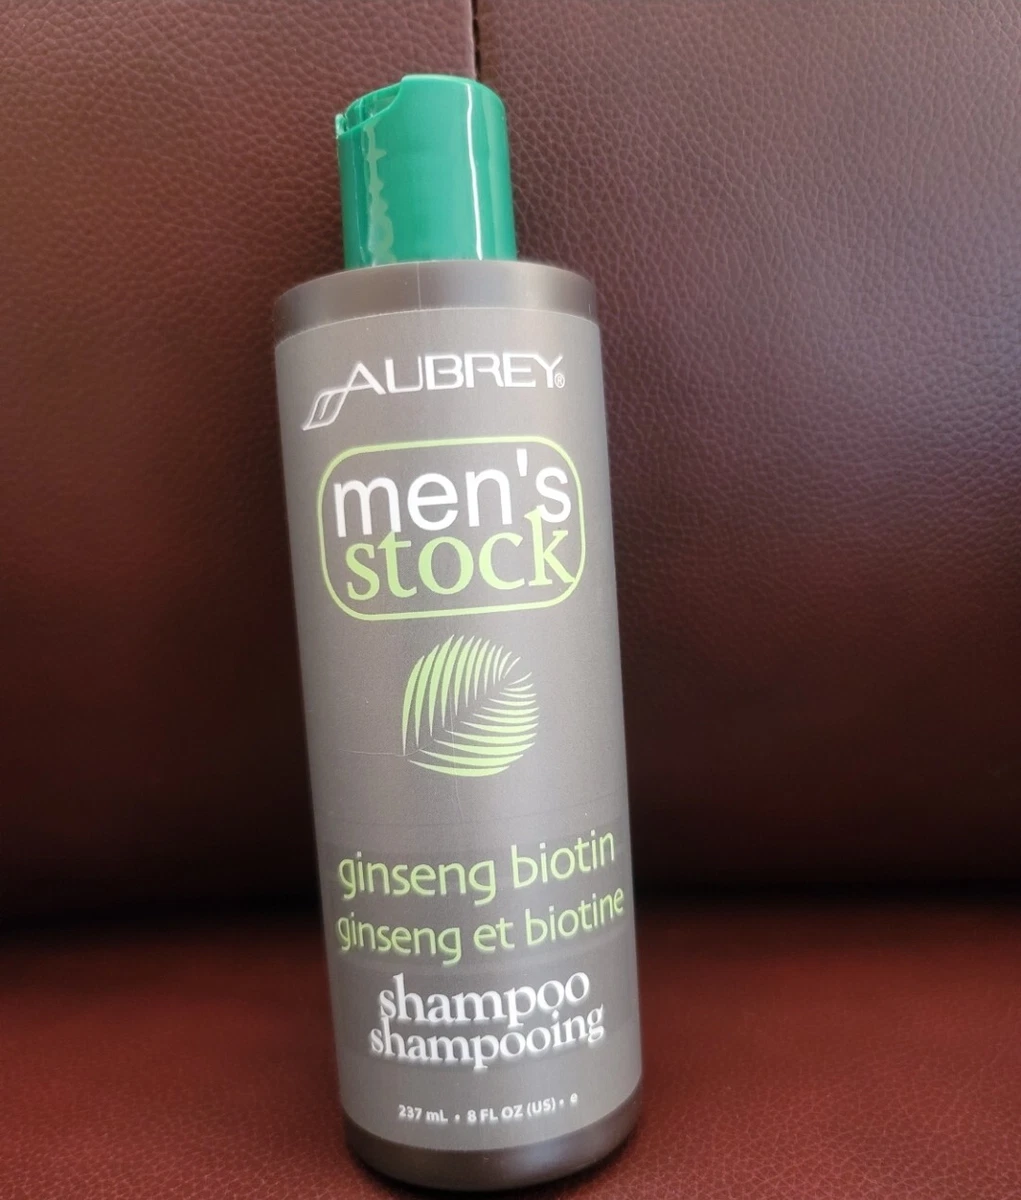 AUBREY®
men's
stock
ginseng biotin
ginseng et biotine
shampoo
shampooing
237 mL • 8 FL OZ (US) • e